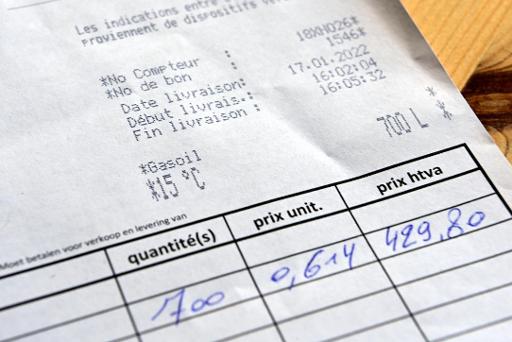 Les indications entre
proviennent de dispositifs
*No Compteur : 18XH026*
*No de bon : 1546*
Date livraison: 17.01.2022
Début livrais.: 16:02:04
Fin livraison : 16:05:32
*Gasoil 700 L *
*15 °C *
Moet betalen voor verkoop en levering van
quantité(s) prix unit. prix htva
700 0,614 429,80